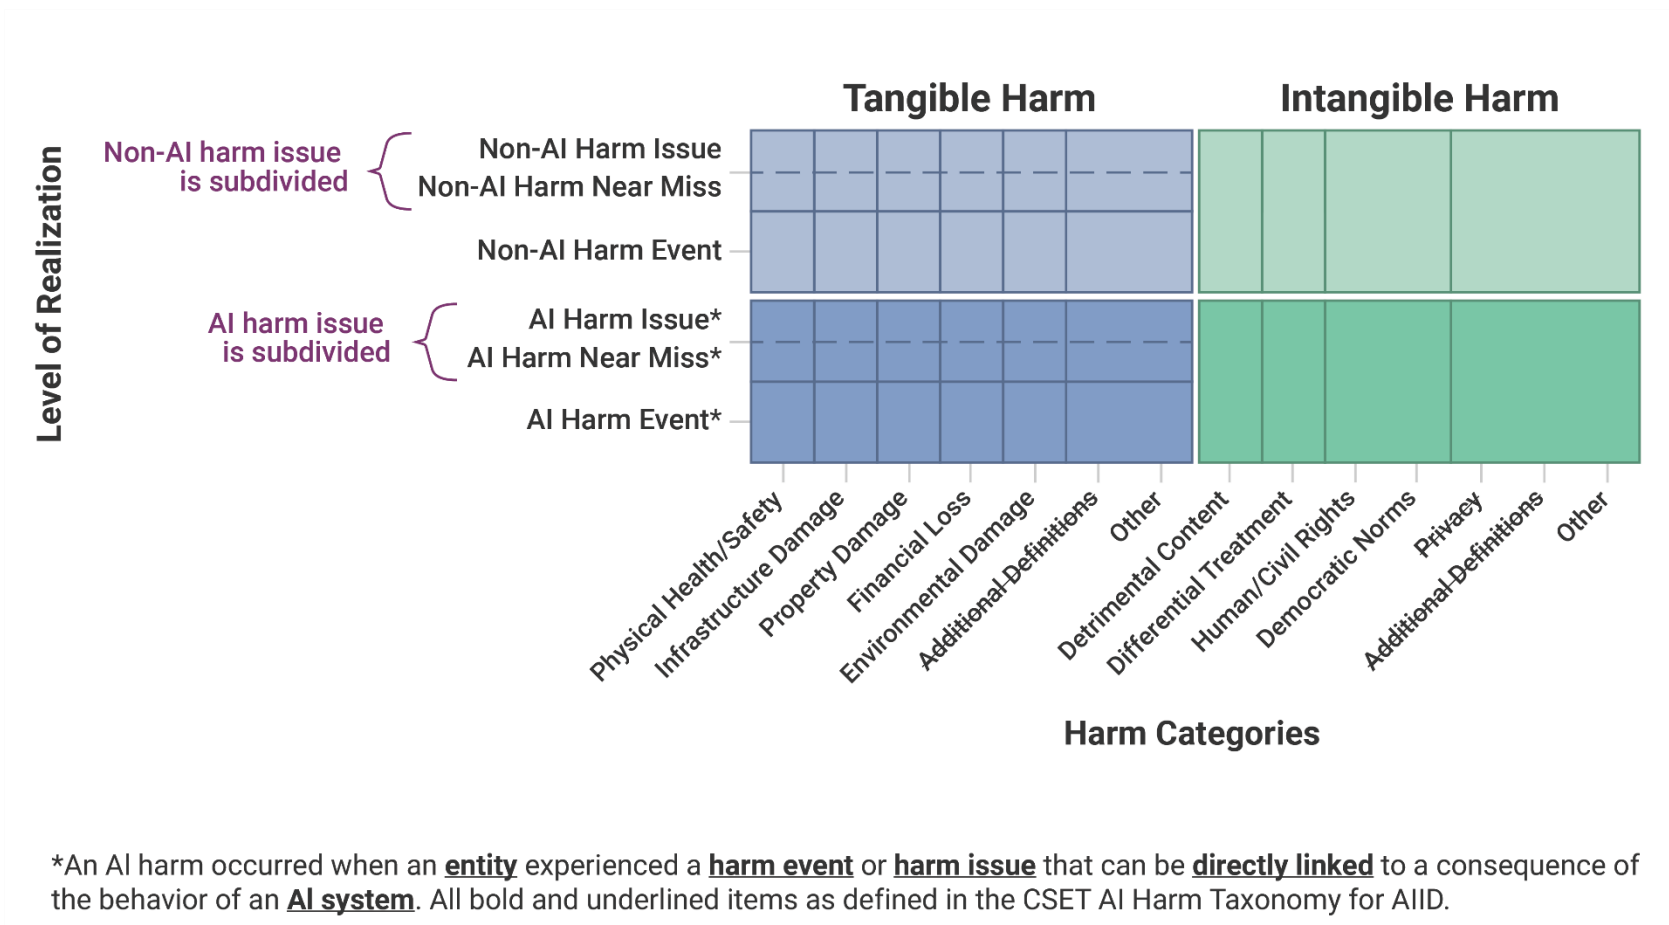 Tangible Harm
Intangible Harm
Level of Realization
Non-AI harm issue
is subdivided
Non-AI Harm Issue
Non-AI Harm Near Miss
Non-AI Harm Event
AI harm issue
is subdivided
AI Harm Issue*
AI Harm Near Miss*
AI Harm Event*
Physical Health/Safety
Infrastructure Damage
Property Damage
Financial Loss
Environmental Damage
Additional Definitions
Other
Detrimental Content
Differential Treatment
Human/Civil Rights
Democratic Norms
Privacy
Additional Definitions
Other
Harm Categories
*An AI harm occurred when an entity experienced a harm event or harm issue that can be directly linked to a consequence of
the behavior of an AI system. All bold and underlined items as defined in the CSET AI Harm Taxonomy for AIID.